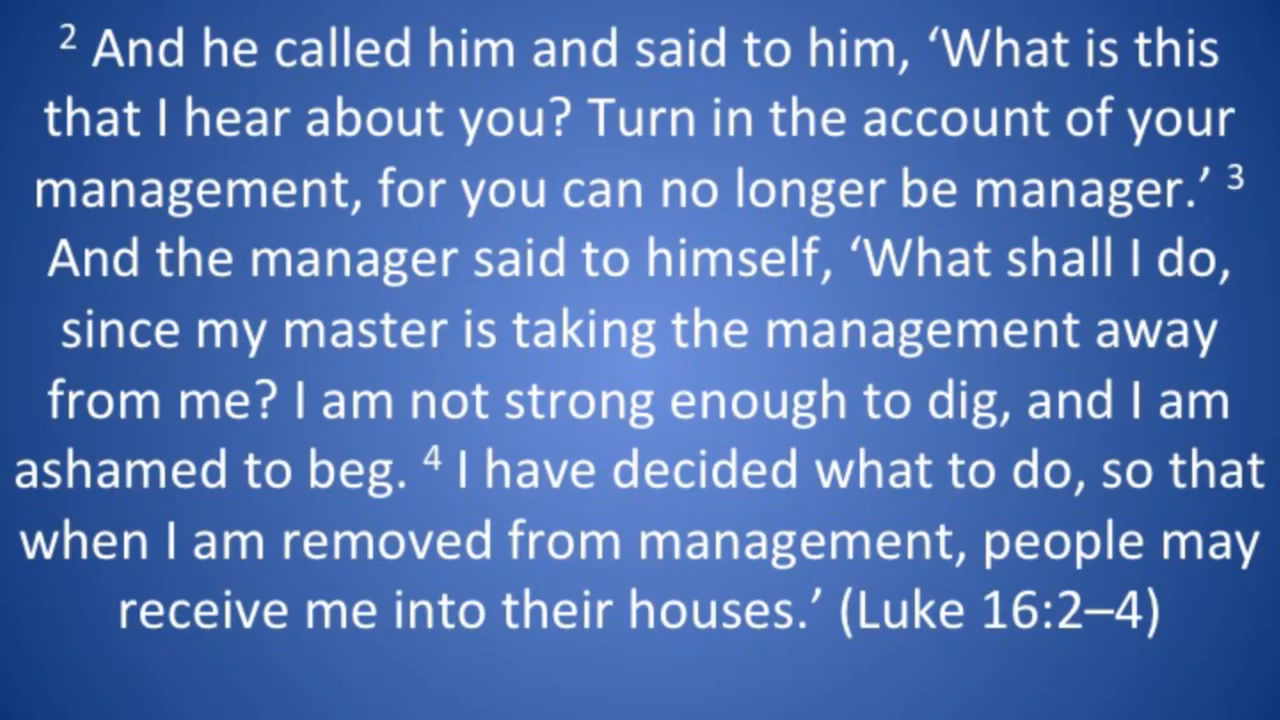 ² And he called him and said to him, ‘What is this
that I hear about you? Turn in the account of your
management, for you can no longer be manager.’ ³
And the manager said to himself, ‘What shall I do,
since my master is taking the management away
from me? I am not strong enough to dig, and I am
ashamed to beg. ⁴ I have decided what to do, so that
when I am removed from management, people may
receive me into their houses.’ (Luke 16:2–4)